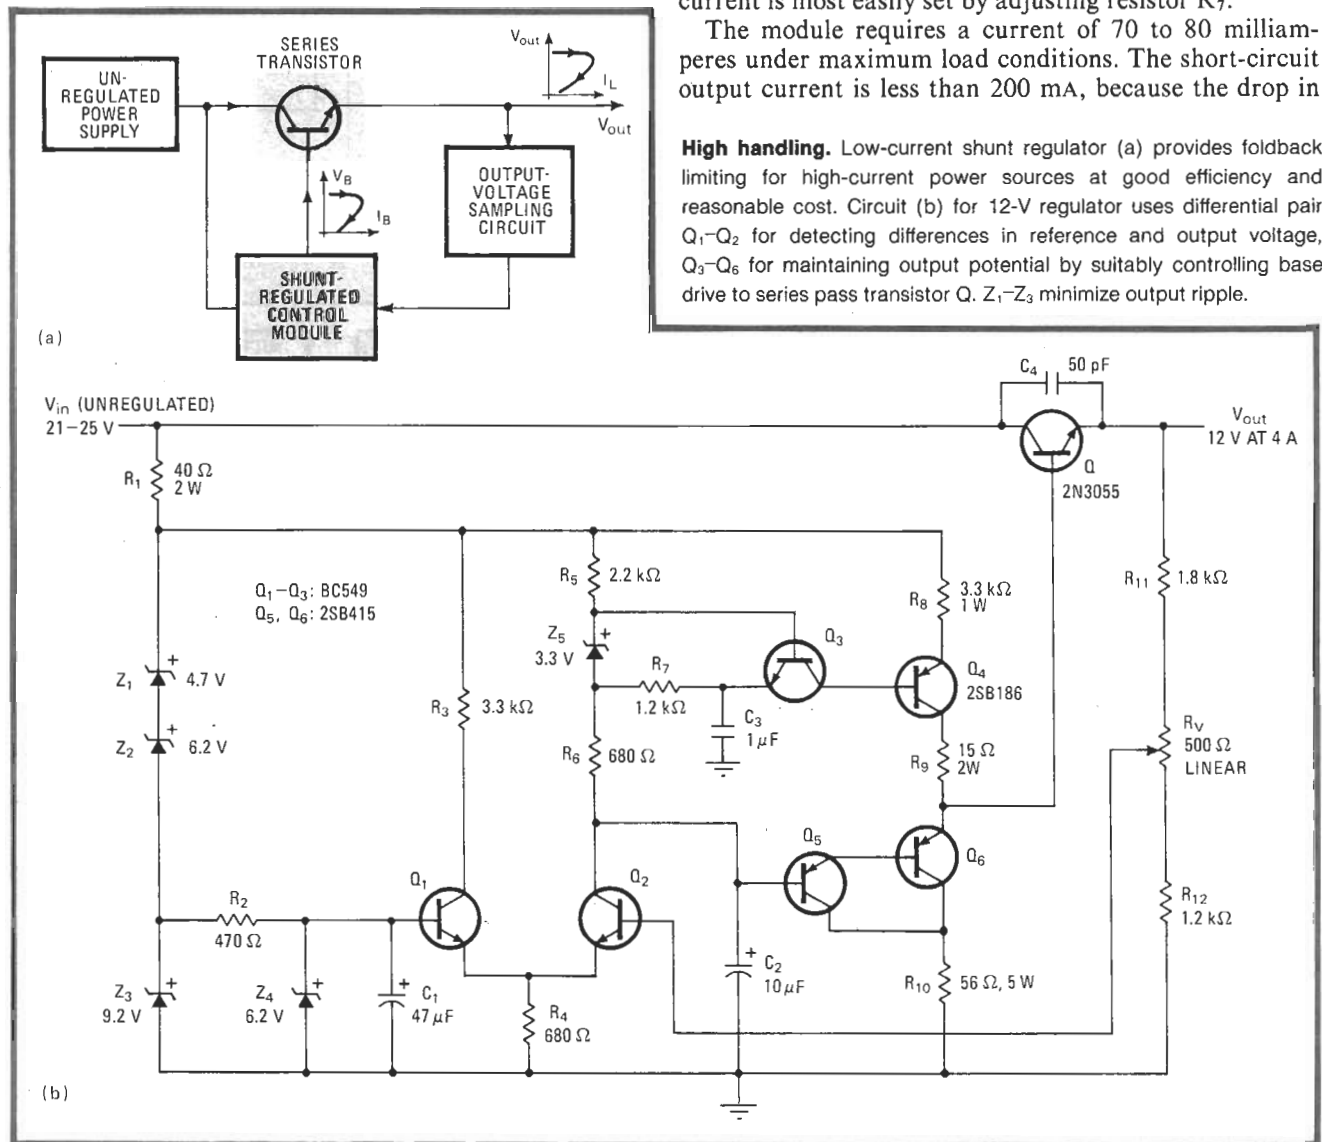 current is most easily set by adjusting resistor R7.
The module requires a current of 70 to 80 milliam-
peres under maximum load conditions. The short-circuit
output current is less than 200 mA, because the drop in
High handling. Low-current shunt regulator (a) provides foldback
limiting for high-current power sources at good efficiency and
reasonable cost. Circuit (b) for 12-V regulator uses differential pair
Q1–Q2 for detecting differences in reference and output voltage,
Q3–Q6 for maintaining output potential by suitably controlling base
drive to series pass transistor Q. Z1–Z3 minimize output ripple.
UN-
REGULATED
POWER
SUPPLY
SERIES
TRANSISTOR
Vout
IL
Vout
VB
IB
OUTPUT-
VOLTAGE
SAMPLING
CIRCUIT
SHUNT-
REGULATED
CONTROL
MODULE
(a)
Vin (UNREGULATED)
21–25 V
C4
50 pF
Vout
12 V AT 4 A
Q
2N3055
R1
40 Ω
2 W
Q1–Q3: BC549
Q5, Q6: 2SB415
R5
2.2 kΩ
R8
3.3 kΩ
1 W
R11
1.8 kΩ
Z5
3.3 V
+
Q3
R7
1.2 kΩ
Q4
2SB186
Z1
+
4.7 V
R3
3.3 kΩ
C3
1 μF
RV
500 Ω
LINEAR
Z2
+
6.2 V
R6
680 Ω
R9
15 Ω
2W
Q5
Q6
Q1
Q2
R2
470 Ω
R12
1.2 kΩ
Z3
9.2 V
+
Z4
6.2 V
+
+
C1
47 μF
R4
680 Ω
+
C2
10 μF
R10
56 Ω, 5 W
(b)